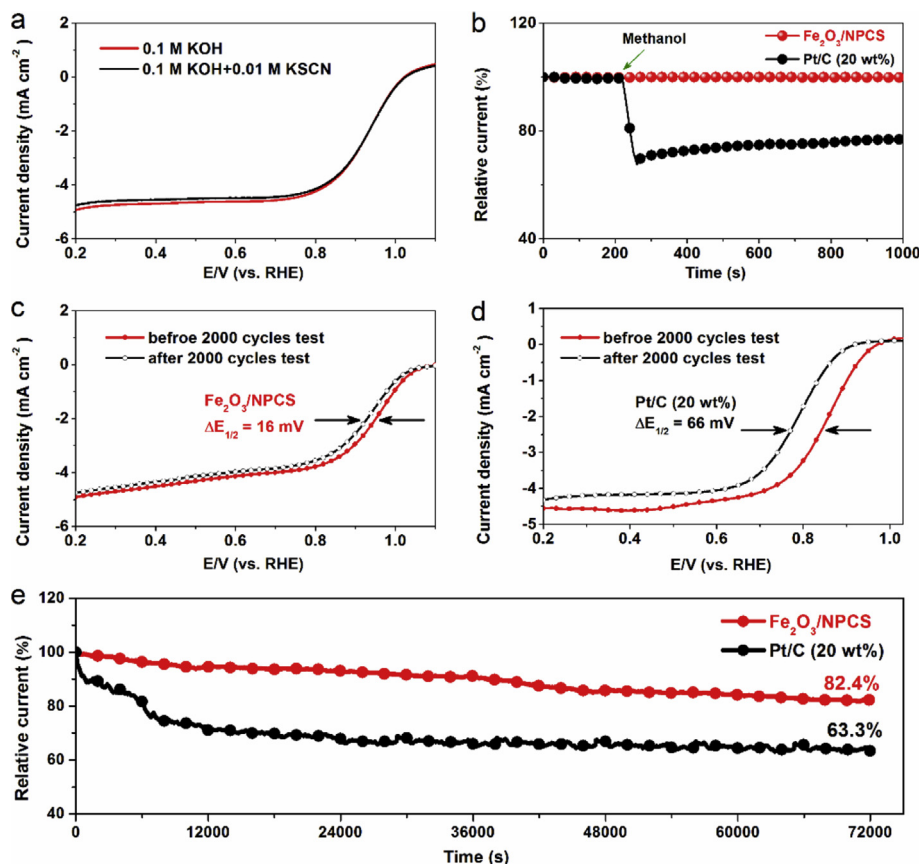 a
4
2
0
-2
-4
-6
Current density (mA cm⁻²)
0.1 M KOH
0.1 M KOH+0.01 M KSCN
0.2 0.4 0.6 0.8 1.0
E/V (vs. RHE)
b
120
80
40
Relative current (%)
Methanol
Fe₂O₃/NPCS
Pt/C (20 wt%)
0 200 400 600 800 1000
Time (s)
c
2
0
-2
-4
-6
Current density (mA cm⁻²)
befroe 2000 cycles test
after 2000 cycles test
Fe₂O₃/NPCS
ΔE₁/₂ = 16 mV
0.2 0.4 0.6 0.8 1.0
E/V (vs. RHE)
d
1
0
-1
-2
-3
-4
-5
Current density (mA cm⁻²)
befroe 2000 cycles test
after 2000 cycles test
Pt/C (20 wt%)
ΔE₁/₂ = 66 mV
0.2 0.4 0.6 0.8 1.0
E/V (vs. RHE)
e
120
100
80
60
40
Relative current (%)
Fe₂O₃/NPCS
Pt/C (20 wt%)
82.4%
63.3%
0 12000 24000 36000 48000 60000 72000
Time (s)